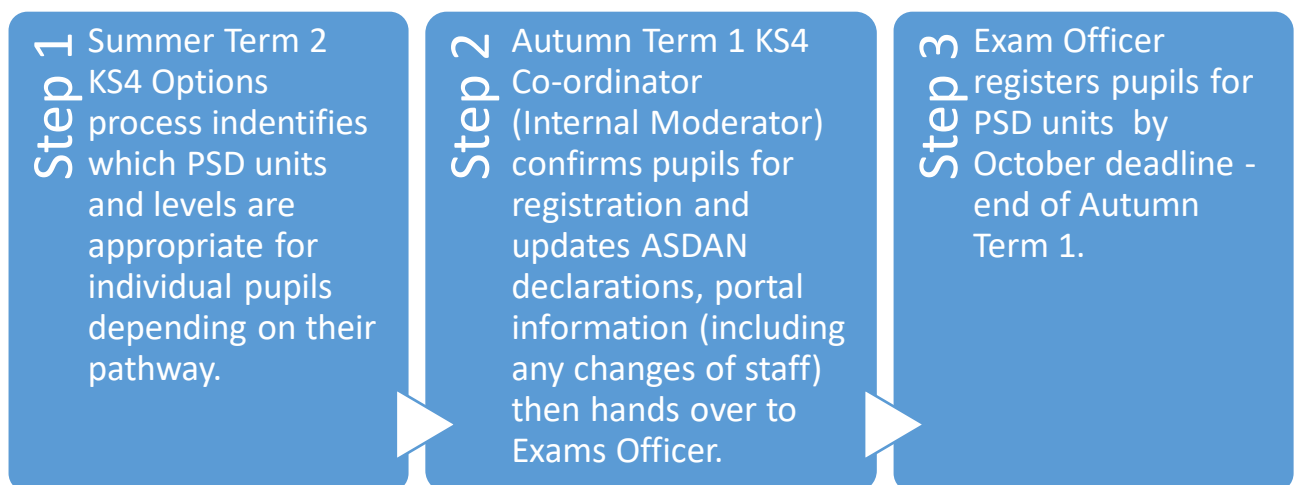 Step 1
Summer Term 2
KS4 Options
process indentifies
which PSD units
and levels are
appropriate for
individual pupils
depending on their
pathway.
Step 2
Autumn Term 1 KS4
Co-ordinator
(Internal Moderator)
confirms pupils for
registration and
updates ASDAN
declarations, portal
information (including
any changes of staff)
then hands over to
Exams Officer.
Step 3
Exam Officer
registers pupils for
PSD units by
October deadline -
end of Autumn
Term 1.